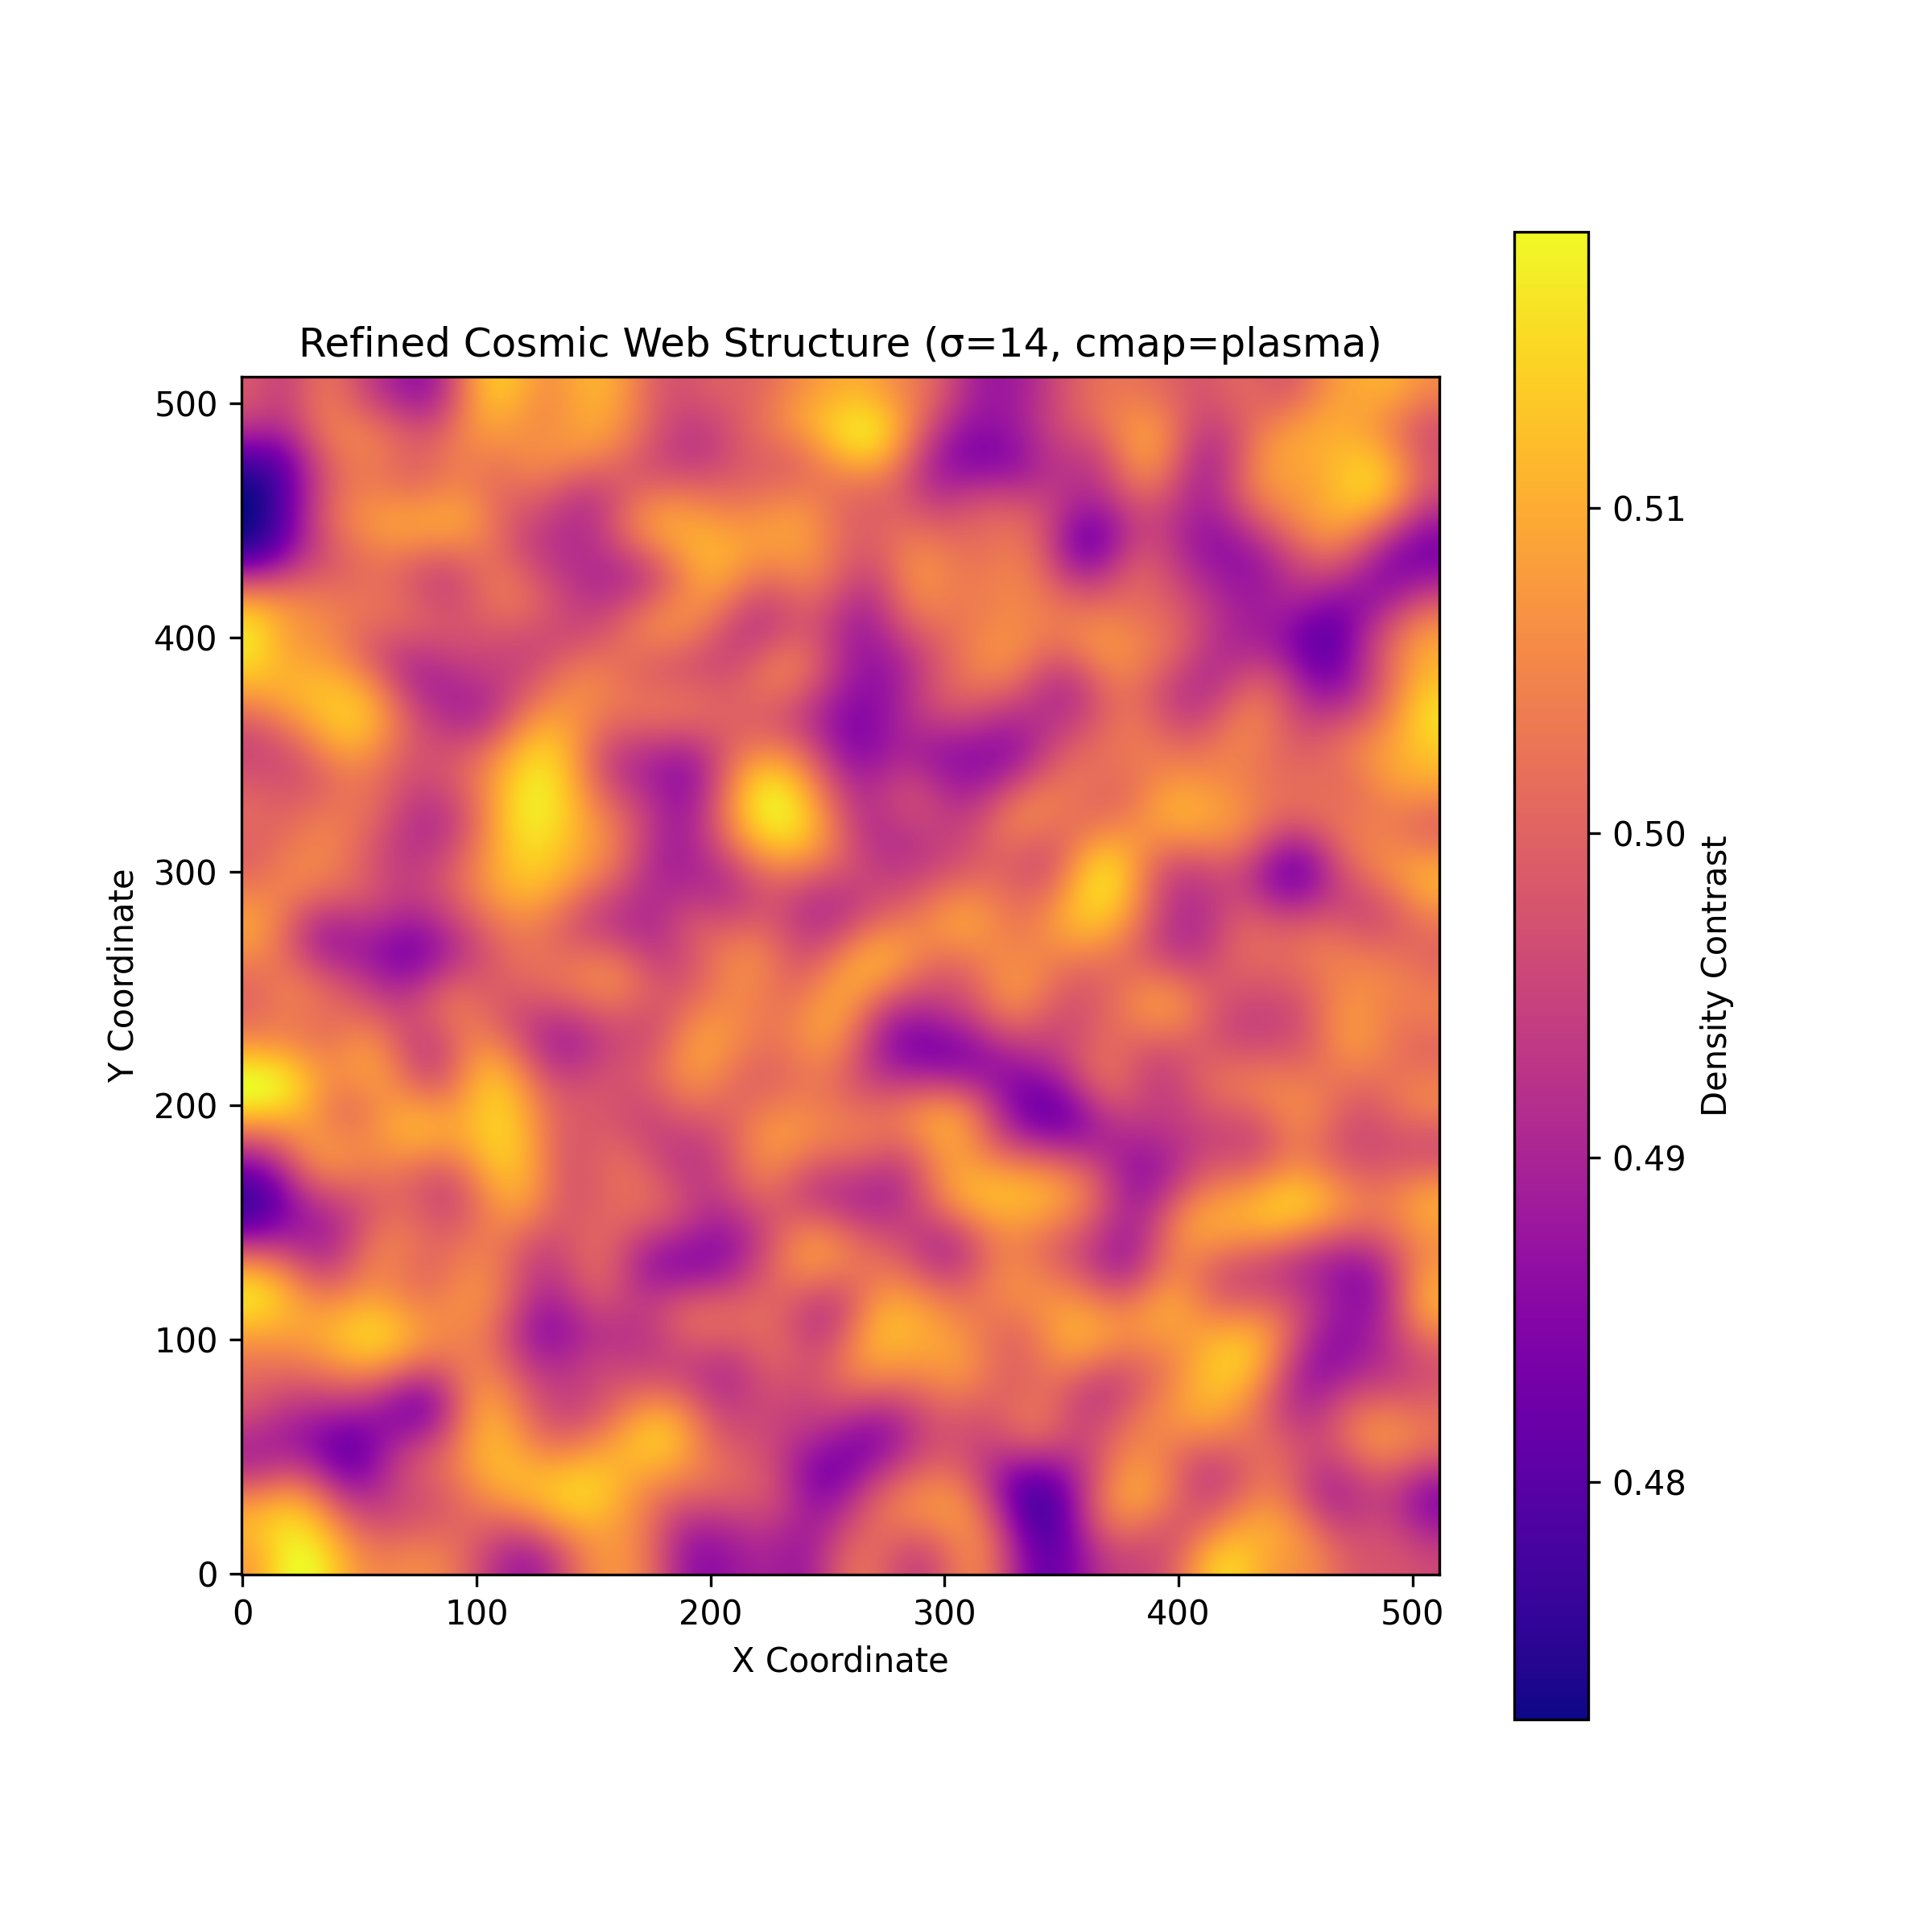 Refined Cosmic Web Structure (σ=14, cmap=plasma)
500
400
300
200
100
0
Y Coordinate
0 100 200 300 400 500
X Coordinate
0.51
0.50
0.49
0.48
Density Contrast